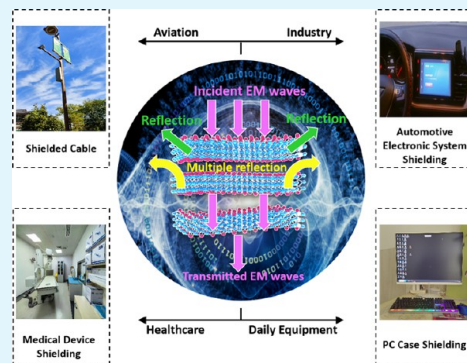 Aviation
Industry
Incident EM waves
Reflection
Reflection
Multiple reflection
Transmitted EM waves
Healthcare
Daily Equipment
Shielded Cable
Automotive
Electronic System
Shielding
Medical Device
Shielding
PC Case Shielding